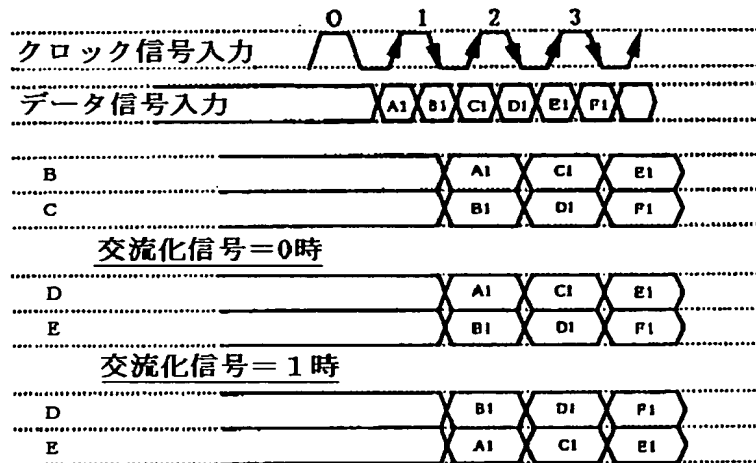 0 1 2 3
クロック信号入力
データ信号入力 A1 B1 C1 D1 E1 F1
B A1 C1 E1
C B1 D1 F1
交流化信号=0時
D A1 C1 E1
E B1 D1 F1
交流化信号=1時
D B1 D1 F1
E A1 C1 E1